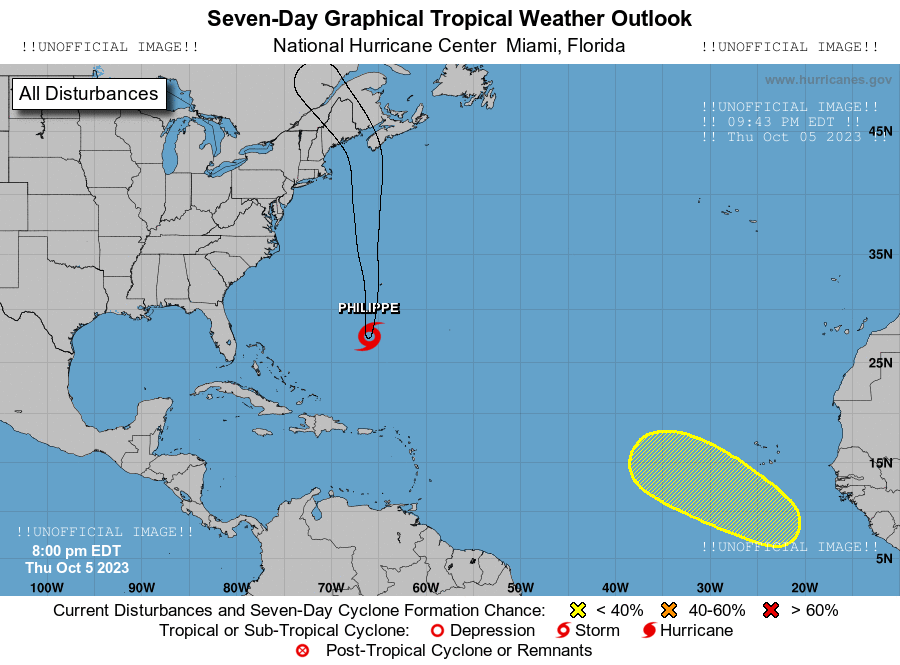 Seven-Day Graphical Tropical Weather Outlook
!!UNOFFICIAL IMAGE!! National Hurricane Center Miami, Florida !!UNOFFICIAL IMAGE!!
www.hurricanes.gov
All Disturbances
!!UNOFFICIAL IMAGE!!
!! 09:43 PM EDT !!
!! Thu Oct 05 2023 !!
45N
35N
PHILIPPE
25N
15N
!!UNOFFICIAL IMAGE!!
!!UNOFFICIAL IMAGE!!
8:00 pm EDT
5N
Thu Oct 5 2023
100W 90W 80W 70W 60W 50W 40W 30W 20W
Current Disturbances and Seven-Day Cyclone Formation Chance: < 40% 40-60% > 60%
Tropical or Sub-Tropical Cyclone: Depression Storm Hurricane
Post-Tropical Cyclone or Remnants